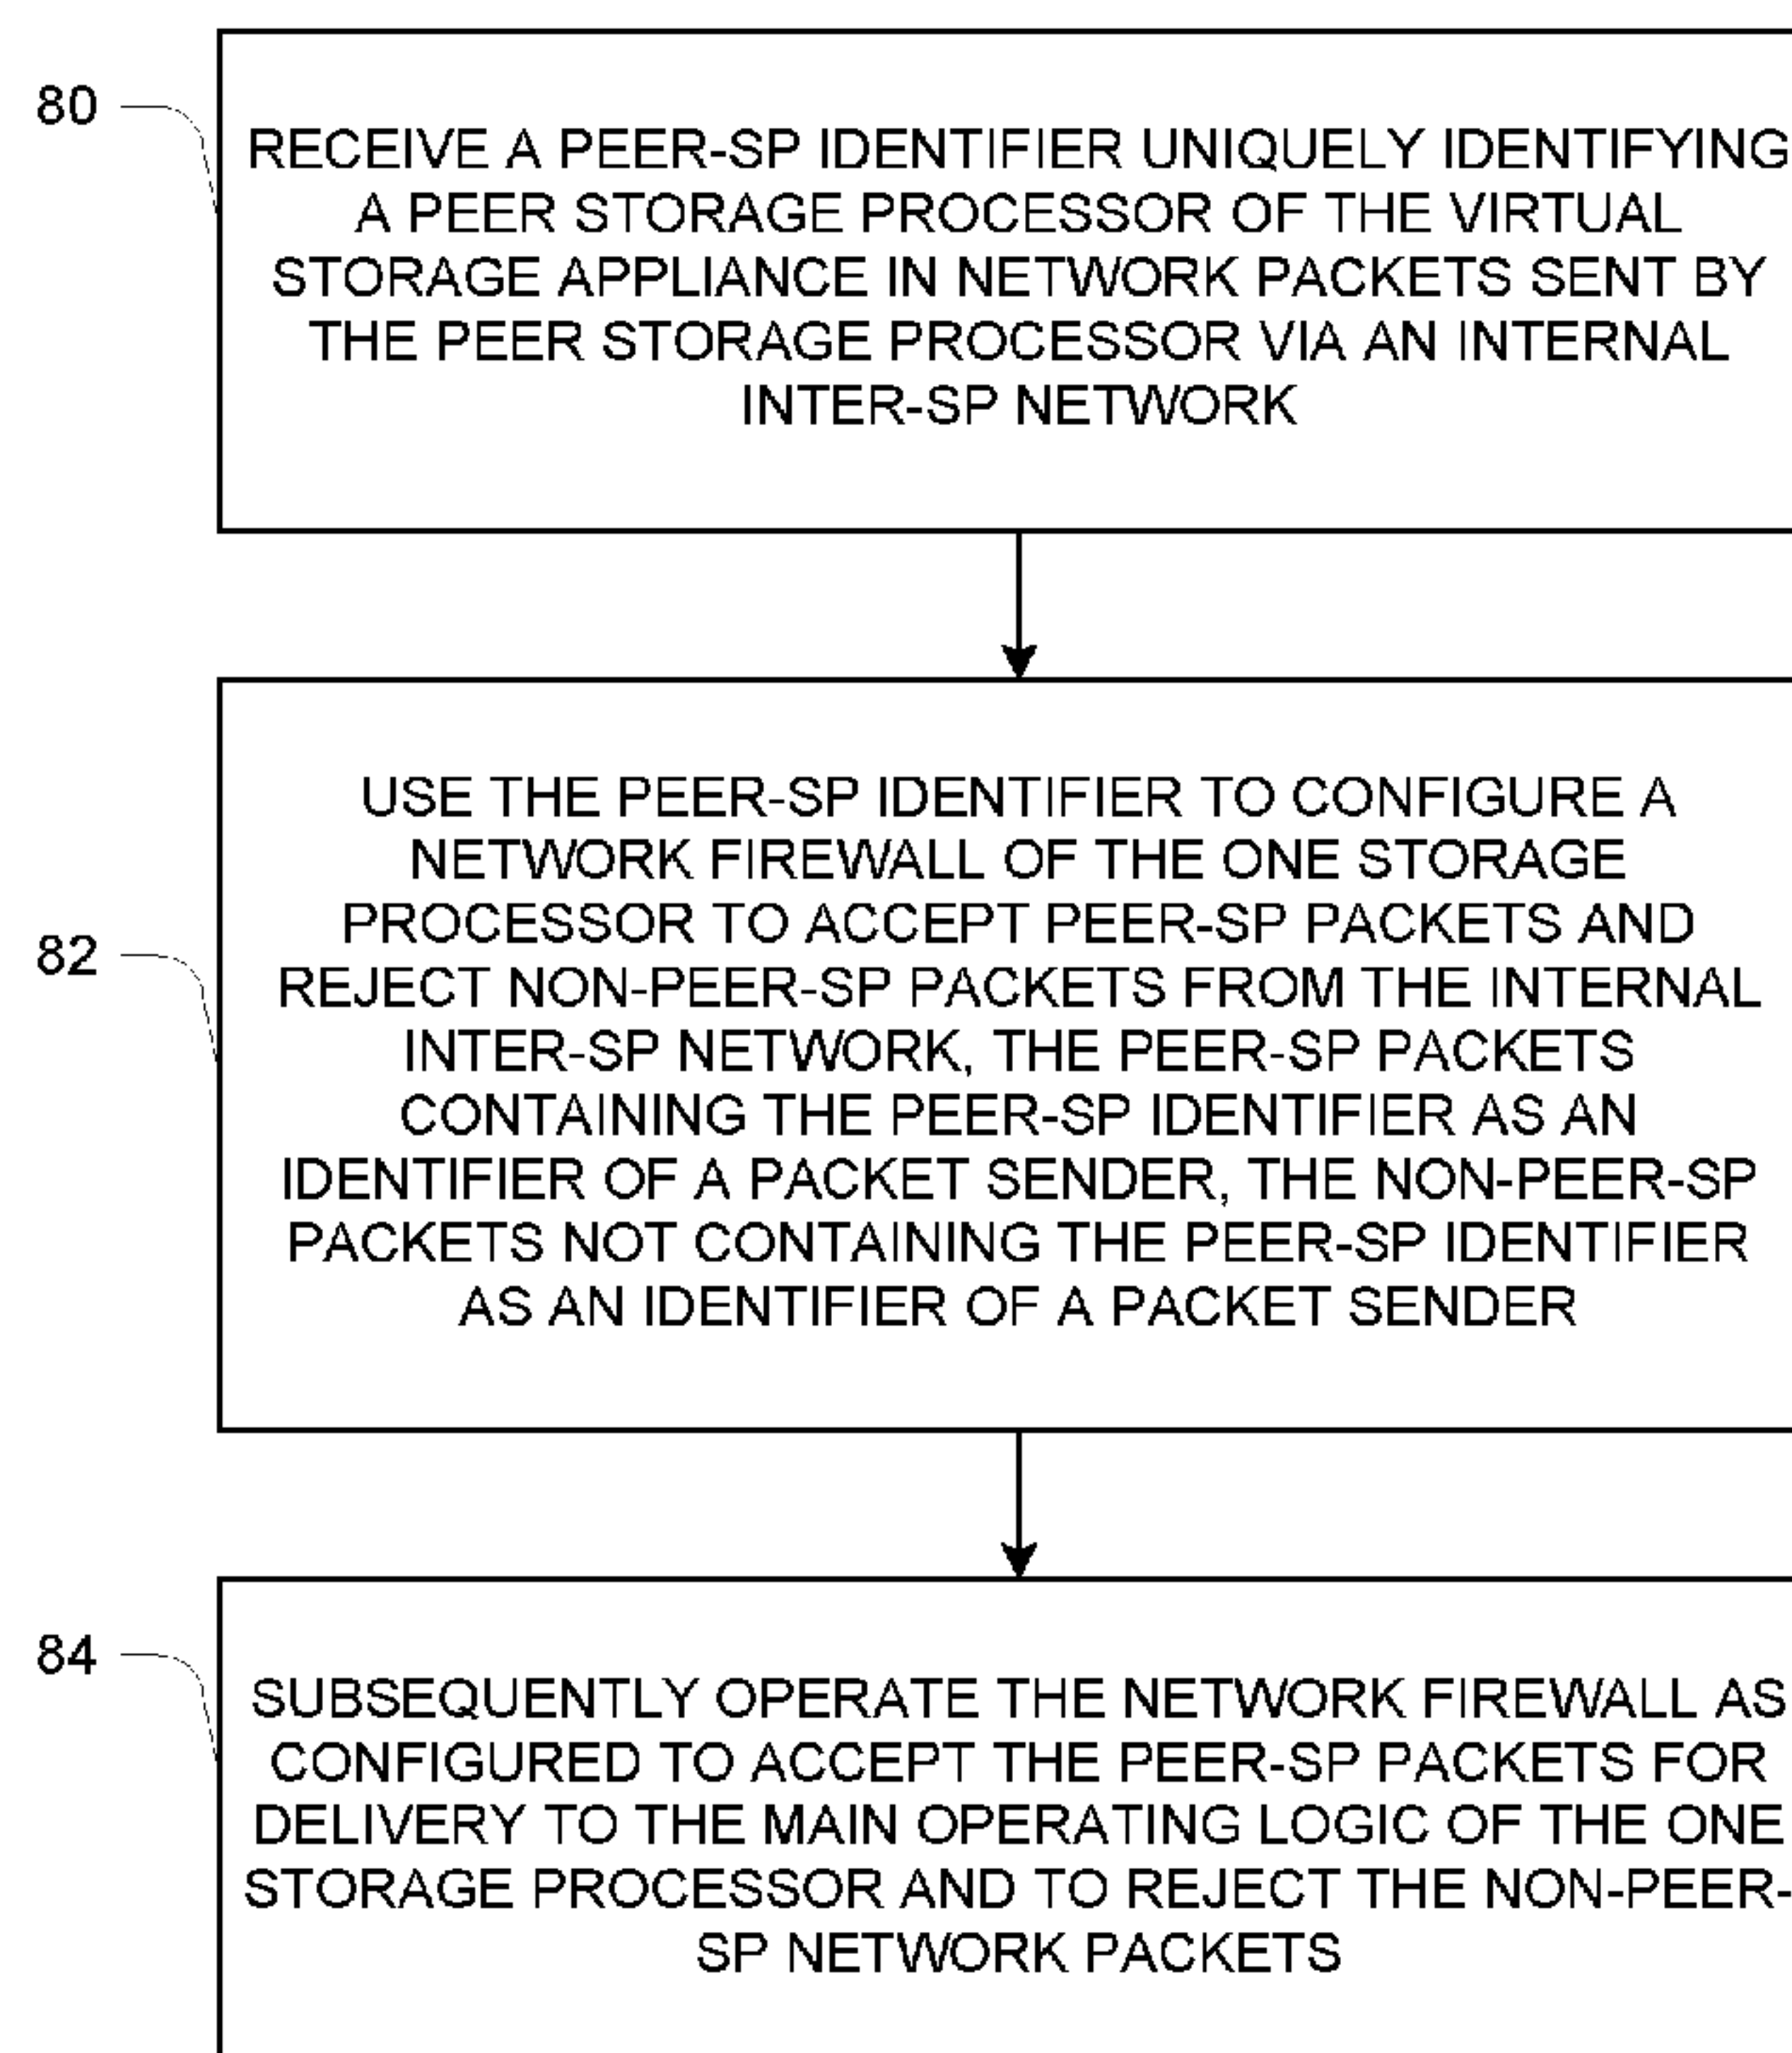 80
RECEIVE A PEER-SP IDENTIFIER UNIQUELY IDENTIFYING
A PEER STORAGE PROCESSOR OF THE VIRTUAL
STORAGE APPLIANCE IN NETWORK PACKETS SENT BY
THE PEER STORAGE PROCESSOR VIA AN INTERNAL
INTER-SP NETWORK
82
USE THE PEER-SP IDENTIFIER TO CONFIGURE A
NETWORK FIREWALL OF THE ONE STORAGE
PROCESSOR TO ACCEPT PEER-SP PACKETS AND
REJECT NON-PEER-SP PACKETS FROM THE INTERNAL
INTER-SP NETWORK, THE PEER-SP PACKETS
CONTAINING THE PEER-SP IDENTIFIER AS AN
IDENTIFIER OF A PACKET SENDER, THE NON-PEER-SP
PACKETS NOT CONTAINING THE PEER-SP IDENTIFIER
AS AN IDENTIFIER OF A PACKET SENDER
84
SUBSEQUENTLY OPERATE THE NETWORK FIREWALL AS
CONFIGURED TO ACCEPT THE PEER-SP PACKETS FOR
DELIVERY TO THE MAIN OPERATING LOGIC OF THE ONE
STORAGE PROCESSOR AND TO REJECT THE NON-PEER-
SP NETWORK PACKETS